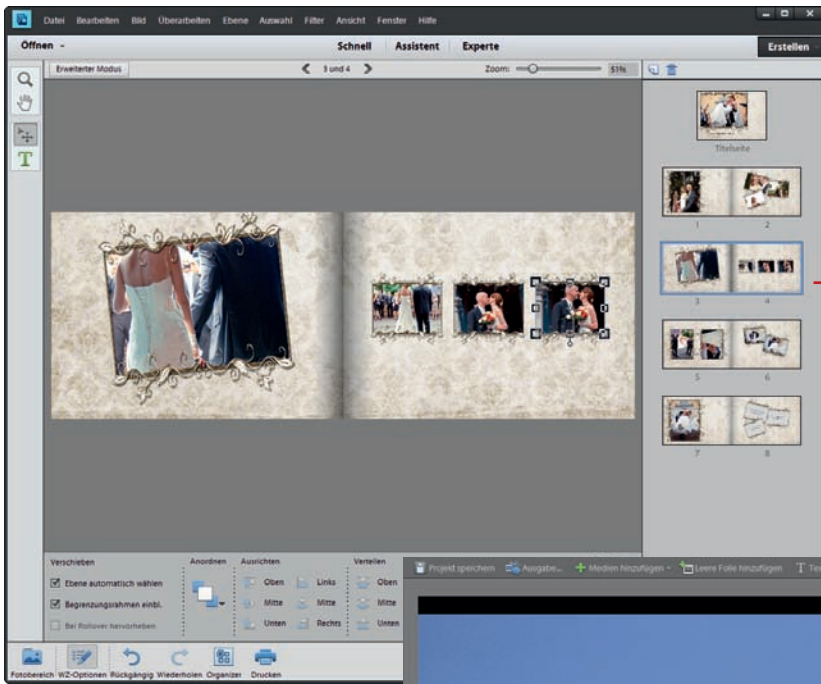 Datei Bearbeiten Bild Überarbeiten Ebene Auswahl Filter Ansicht Fenster Hilfe
Öffnen
Schnell Assistent Experte
Erstellen
Erweiterter Modus
3 und 4
Zoom: 51%
Titelseite
1 2
3 4
5 6
7 8
Verschieben
Anordnen
Ausrichten
Verteilen
Ebene automatisch wählen
Oben Links Oben
Begrenzungsrahmen einbl.
Mitte Mitte Mitte
Bei Rollover hervorheben
Unten Rechts Unten
Fotobereich WZ-Optionen Rückgängig Wiederholen Organizer Drucken
Projekt speichern Ausgabe... Medien hinzufügen Leere Folie hinzufügen T